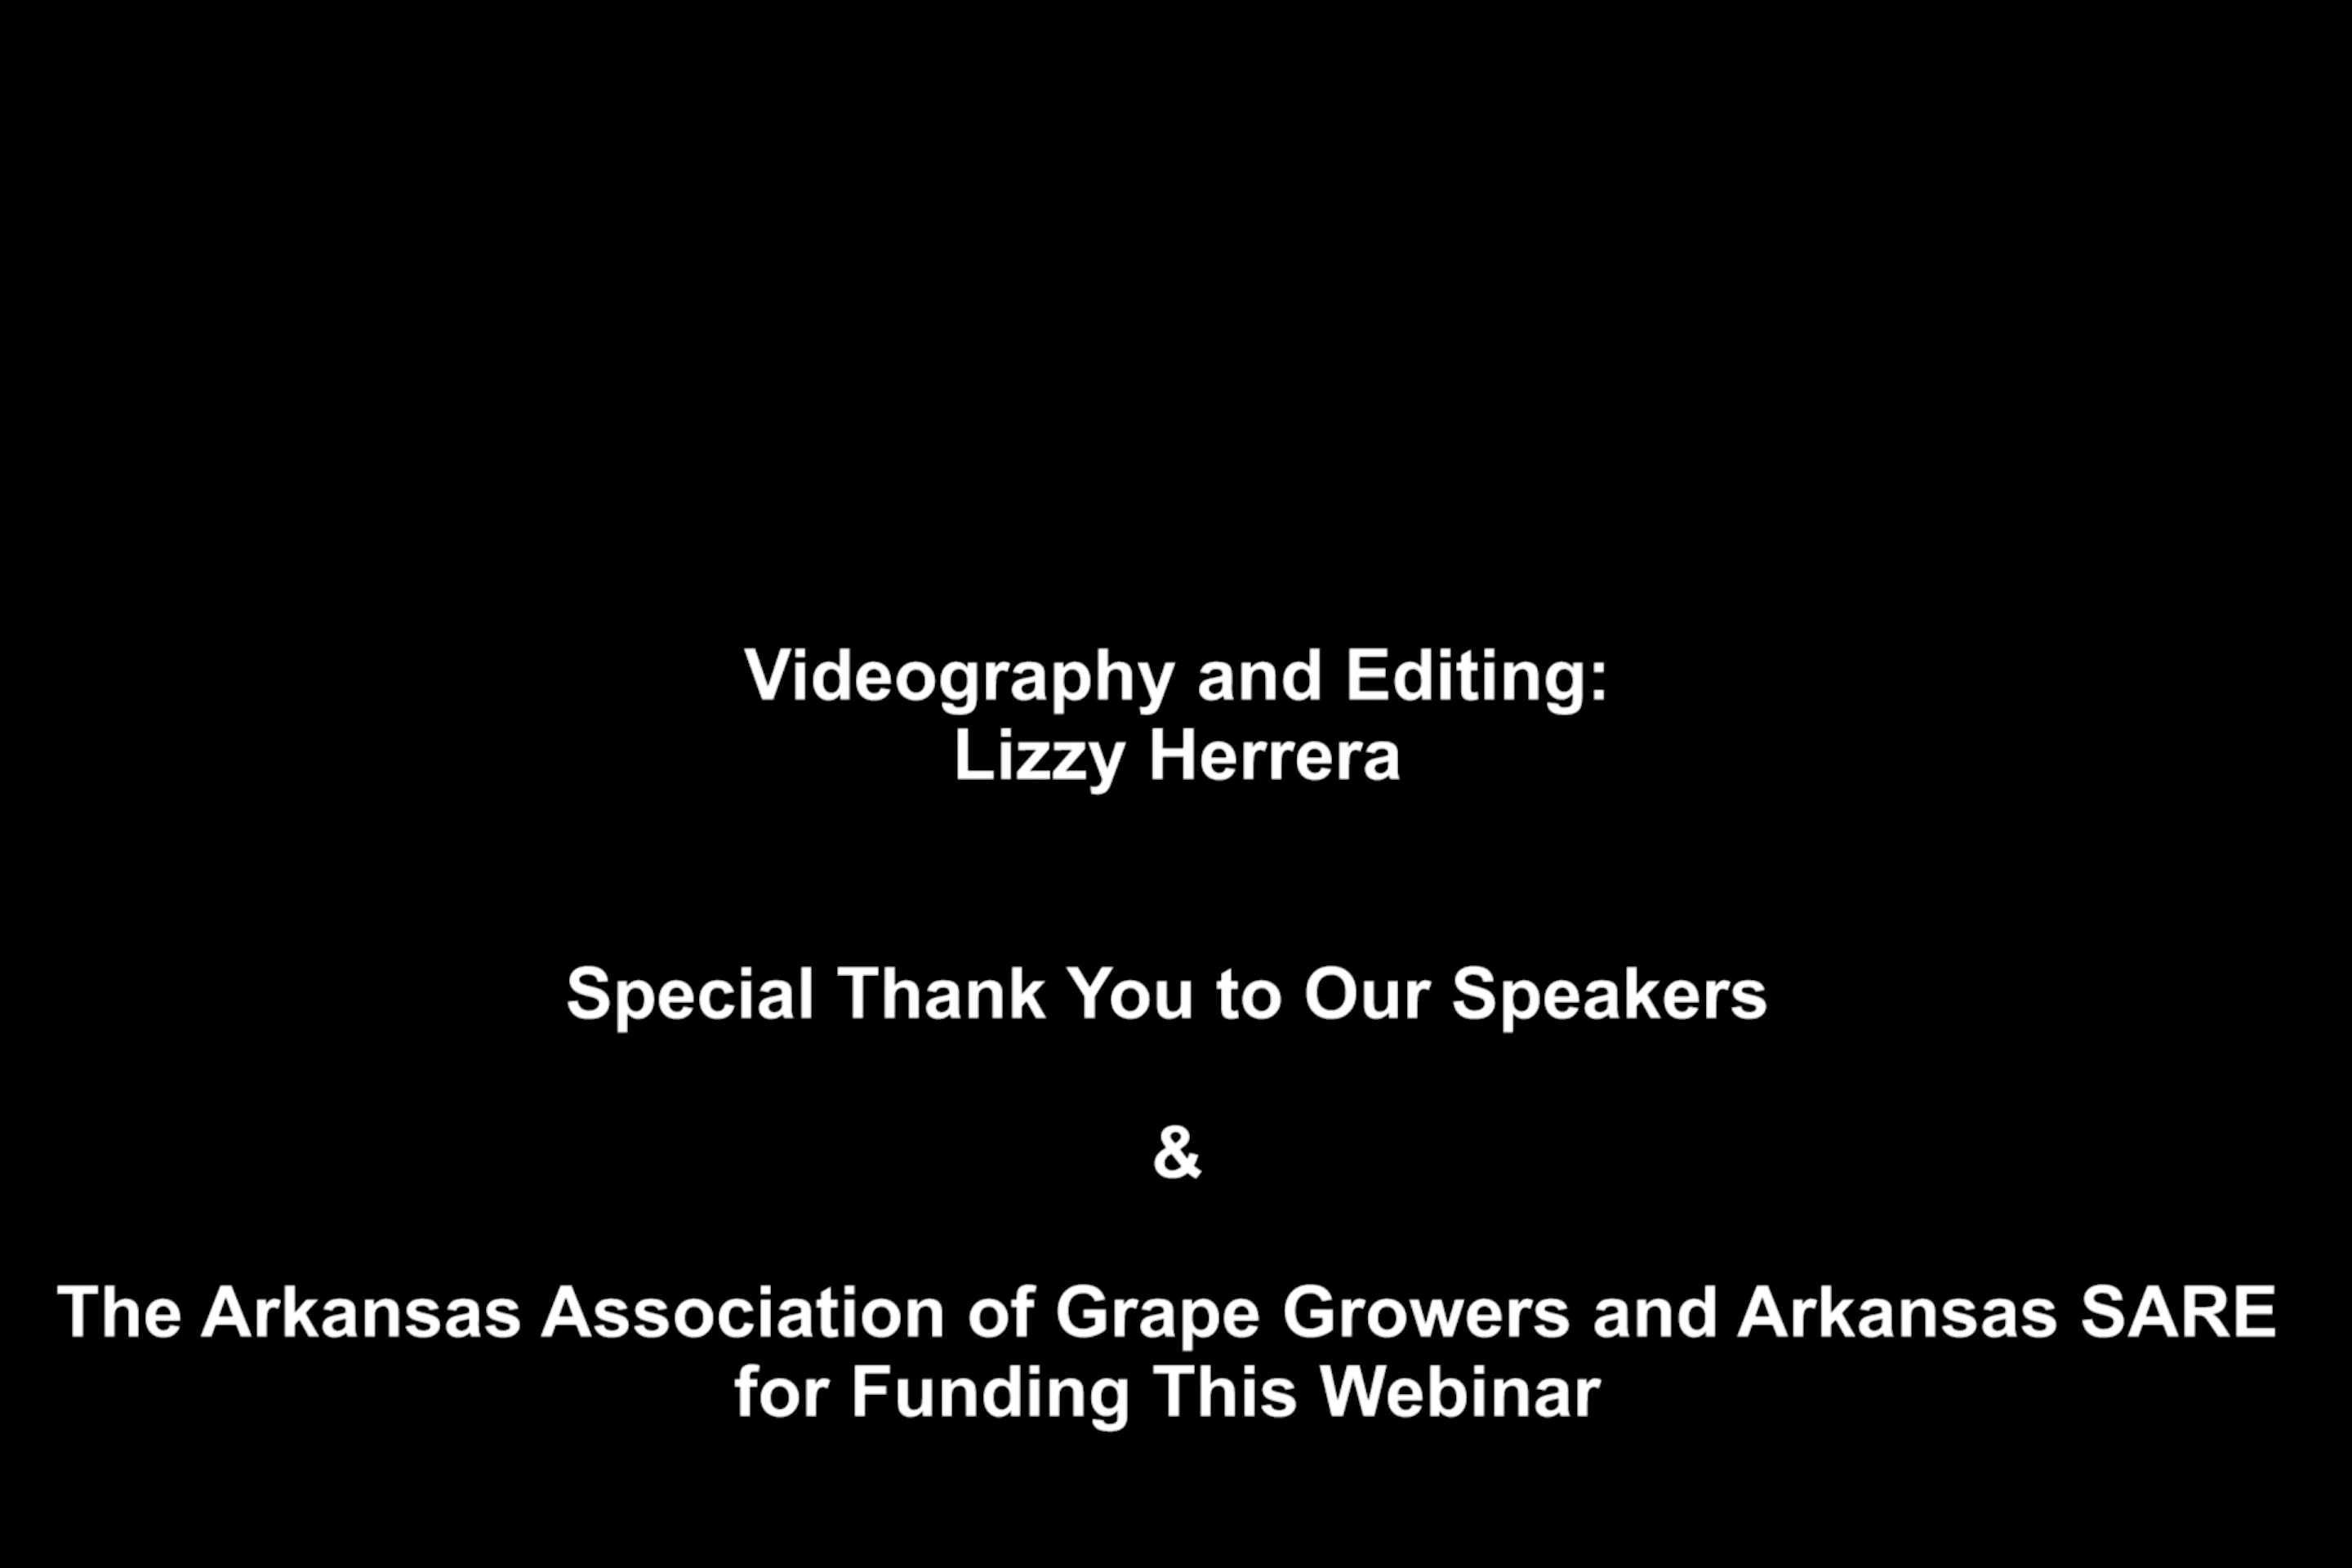 Videography and Editing:
Lizzy Herrera
Special Thank You to Our Speakers
&
The Arkansas Association of Grape Growers and Arkansas SARE
for Funding This Webinar